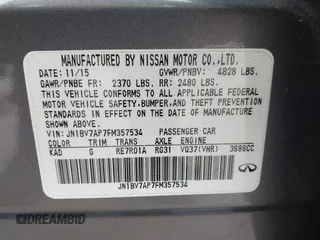 MANUFACTURED BY NISSAN MOTOR CO.,LTD.
DATE: 11/15 GVWR/PNBV: 4828 LBS.
GAWR/PNBE FR: 2370 LBS. RR: 2480 LBS.
THIS VEHICLE CONFORMS TO ALL APPLICABLE FEDERAL MOTOR
VEHICLE SAFETY, BUMPER, AND THEFT PREVENTION
STANDARDS IN EFFECT ON THE DATE OF MANUFACTURE
SHOWN ABOVE.
VIN: JN1BV7AP7FM357534 PASSENGER CAR
COLOR TRIM TRANS AXLE ENGINE
KAD G RE7R01A RG31 VQ37(VHR) 3696CC
JN1BV7AP7FM357534
INFINITI
AMERIBID